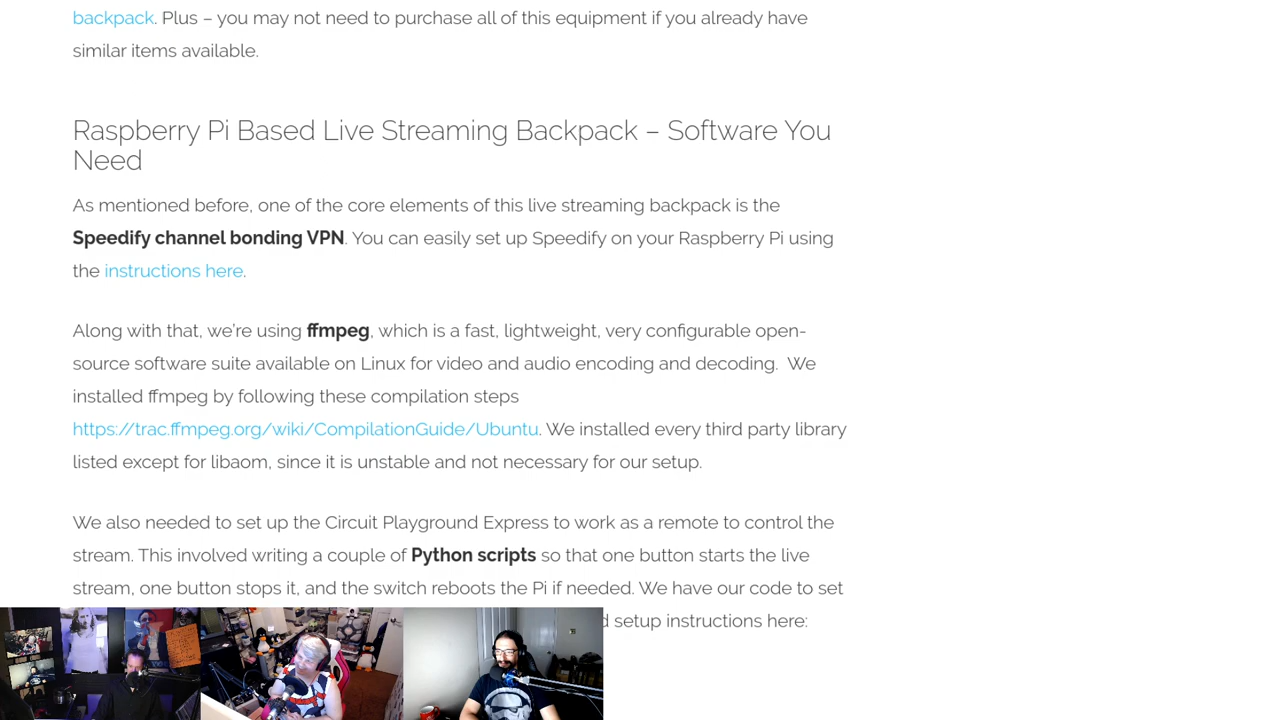 backpack. Plus – you may not need to purchase all of this equipment if you already have
similar items available.
Raspberry Pi Based Live Streaming Backpack – Software You
Need
As mentioned before, one of the core elements of this live streaming backpack is the
Speedify channel bonding VPN. You can easily set up Speedify on your Raspberry Pi using
the instructions here.
Along with that, we're using ffmpeg, which is a fast, lightweight, very configurable open-
source software suite available on Linux for video and audio encoding and decoding.  We
installed ffmpeg by following these compilation steps
https://trac.ffmpeg.org/wiki/CompilationGuide/Ubuntu. We installed every third party library
listed except for libaom, since it is unstable and not necessary for our setup.
We also needed to set up the Circuit Playground Express to work as a remote to control the
stream. This involved writing a couple of Python scripts so that one button starts the live
stream, one button stops it, and the switch reboots the Pi if needed. We have our code to set
setup instructions here: